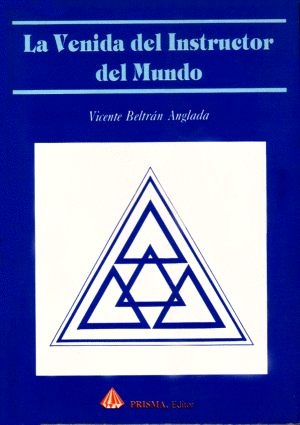 La Venida del Instructor
del Mundo
Vicente Beltrán Anglada
PRISMA, Editor